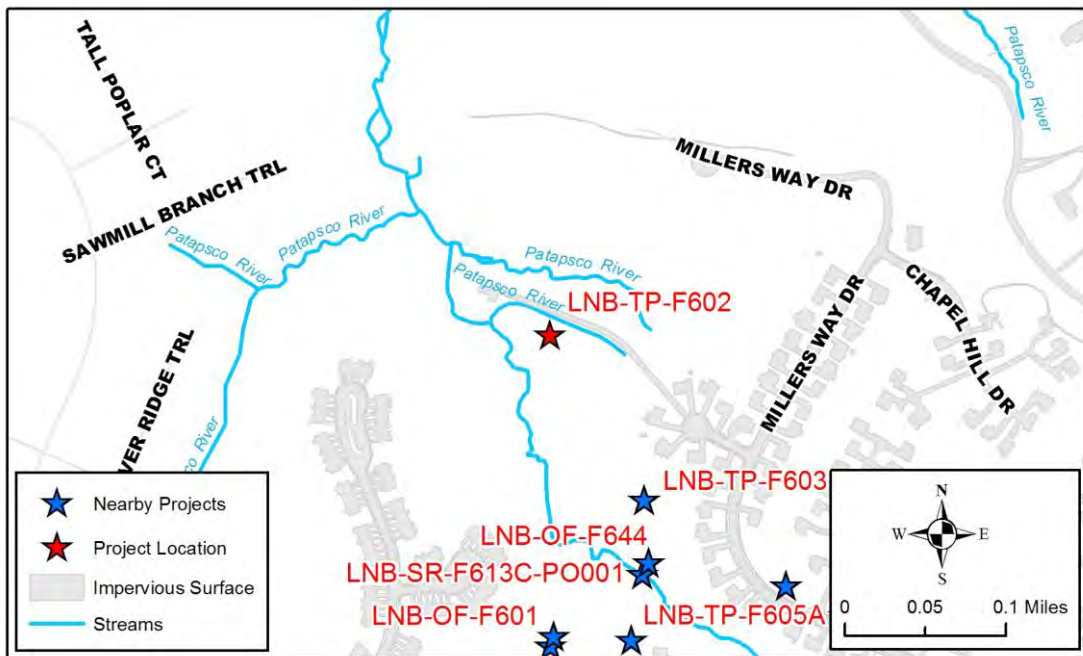 TALL POPLAR CT
Patapsco River
MILLERS WAY DR
SAWMILL BRANCH TRL
Patapsco River
Patapsco River
Patapsco River
Patapsco River
LNB-TP-F602
CHAPEL HILL DR
MILLERS WAY DR
VER RIDGE TRL
co River
LNB-TP-F603
LNB-OF-F644
LNB-SR-F613C-PO001
LNB-OF-F601
LNB-TP-F605A
Nearby Projects
Project Location
Impervious Surface
Streams
N
W
E
S
0 0.05 0.1 Miles